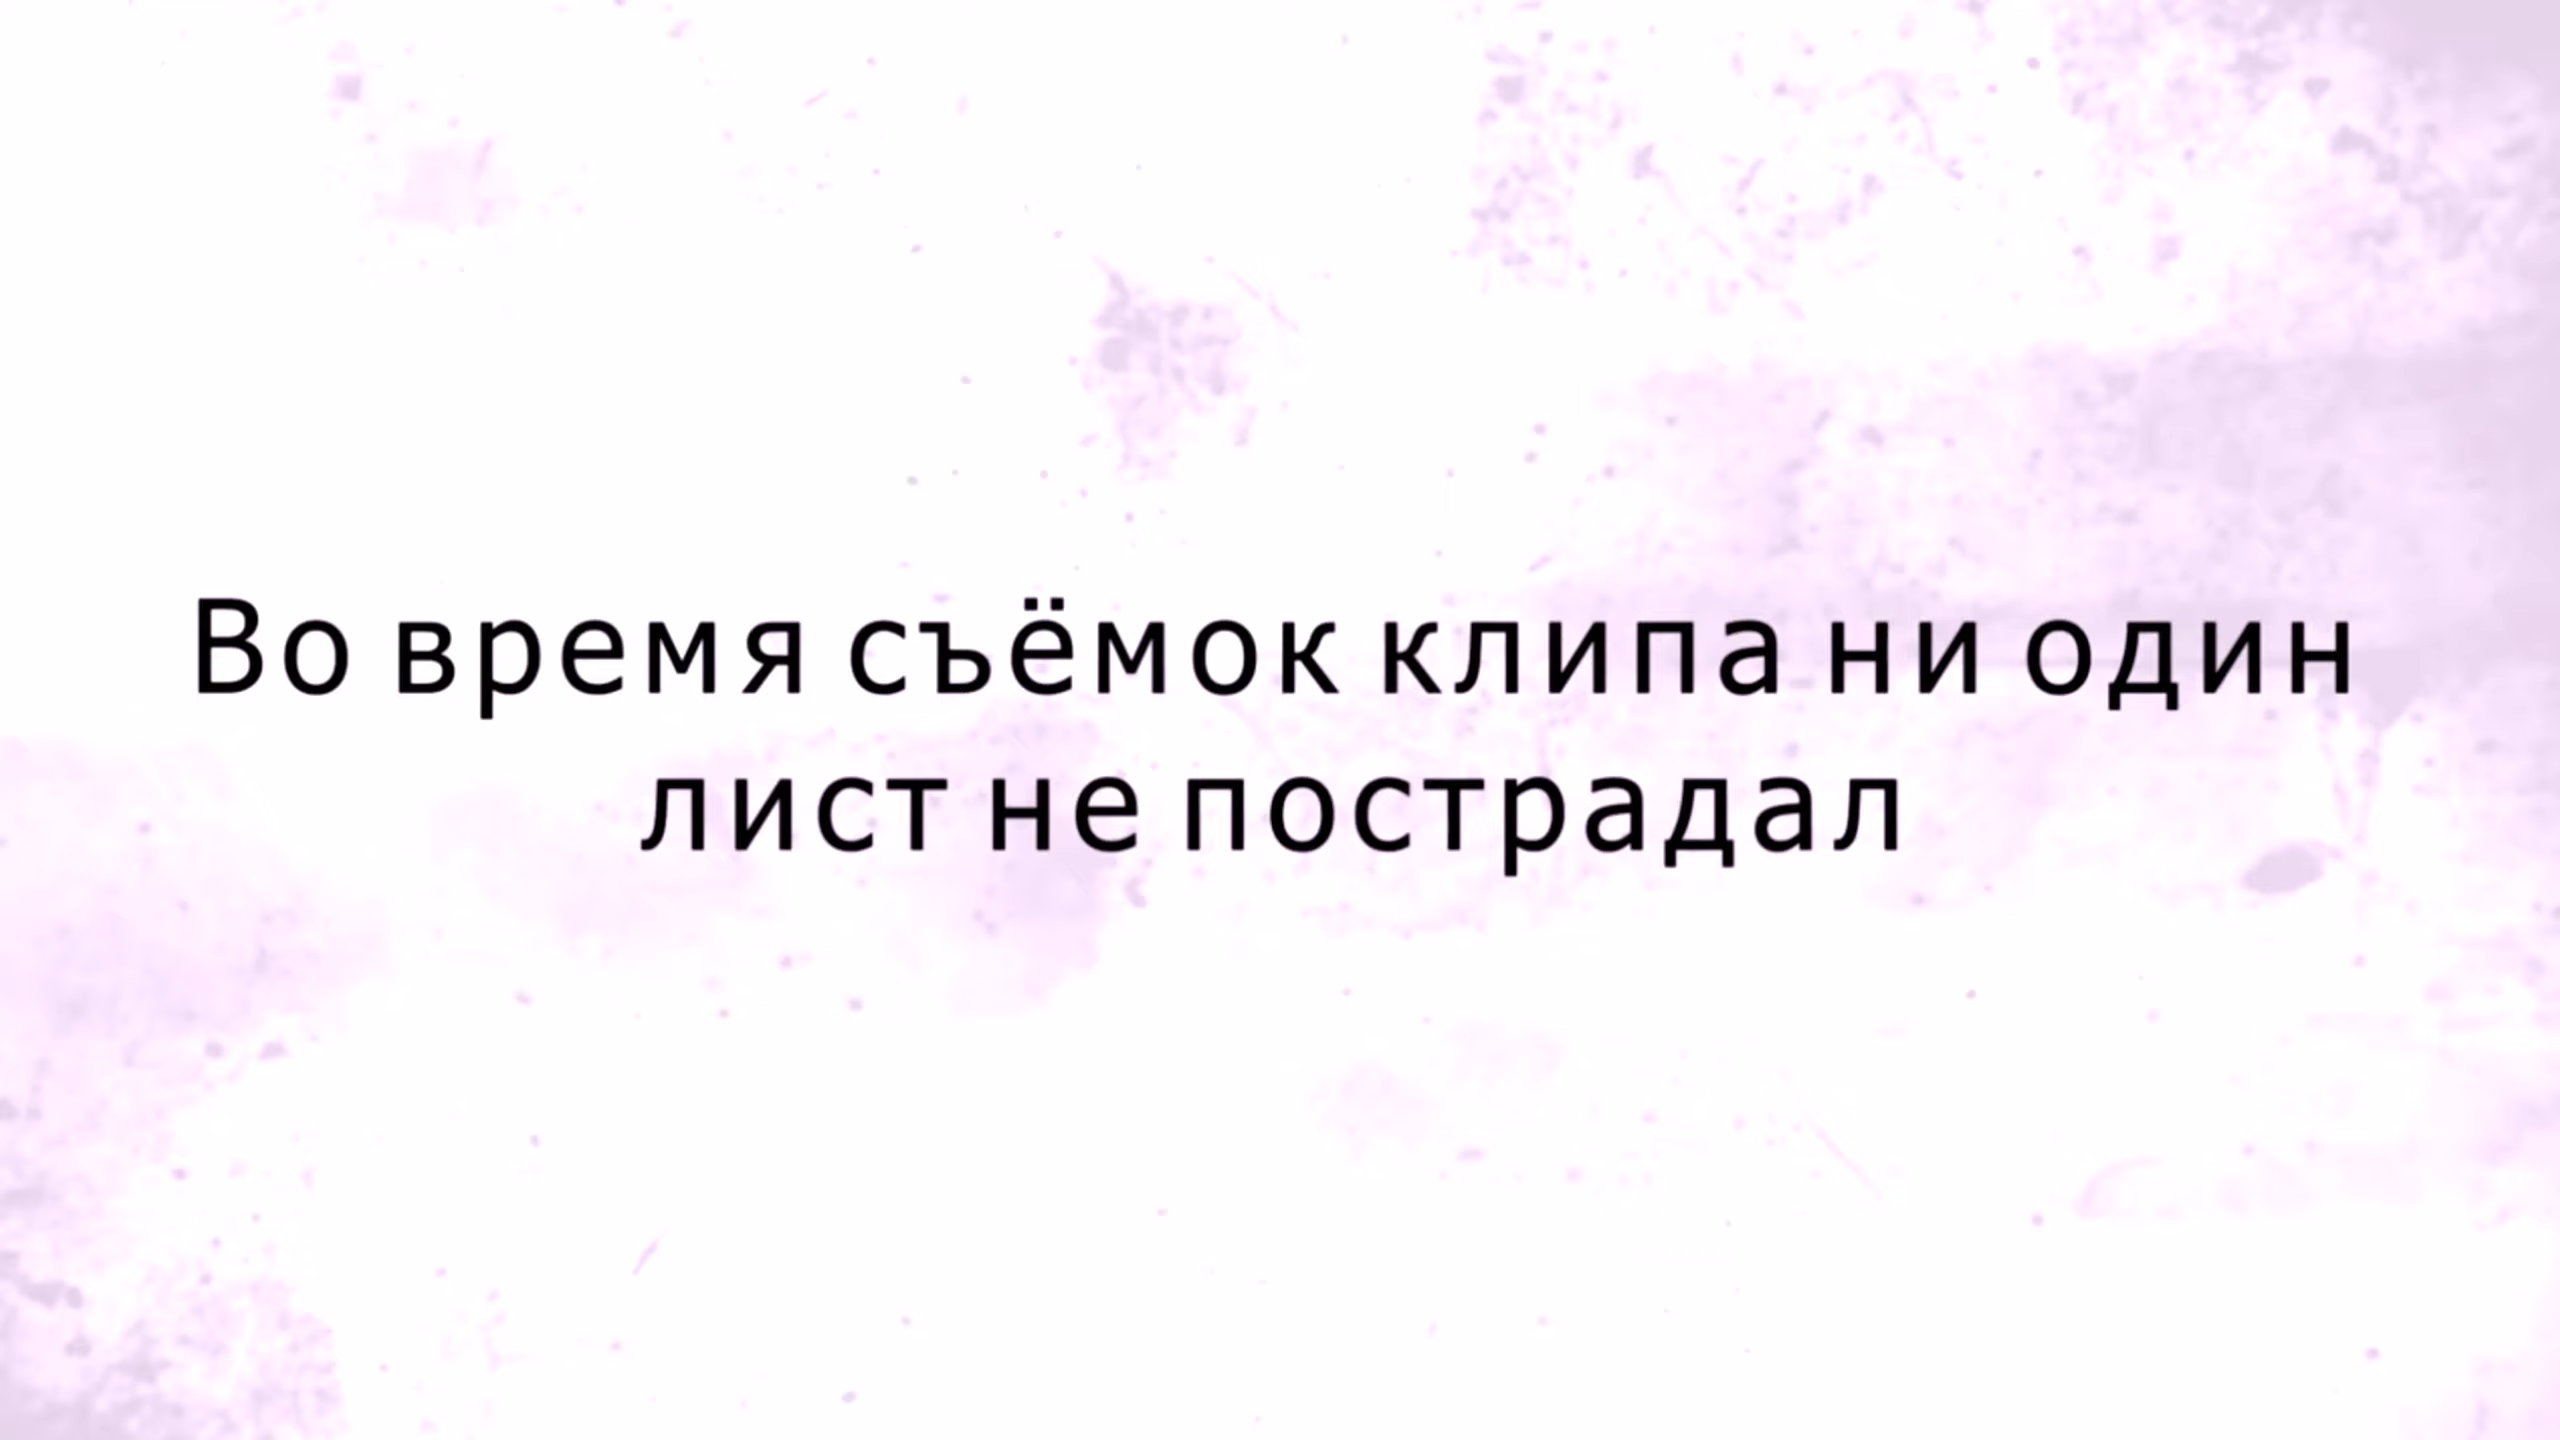 Во время съёмок клипа ни один
лист не пострадал